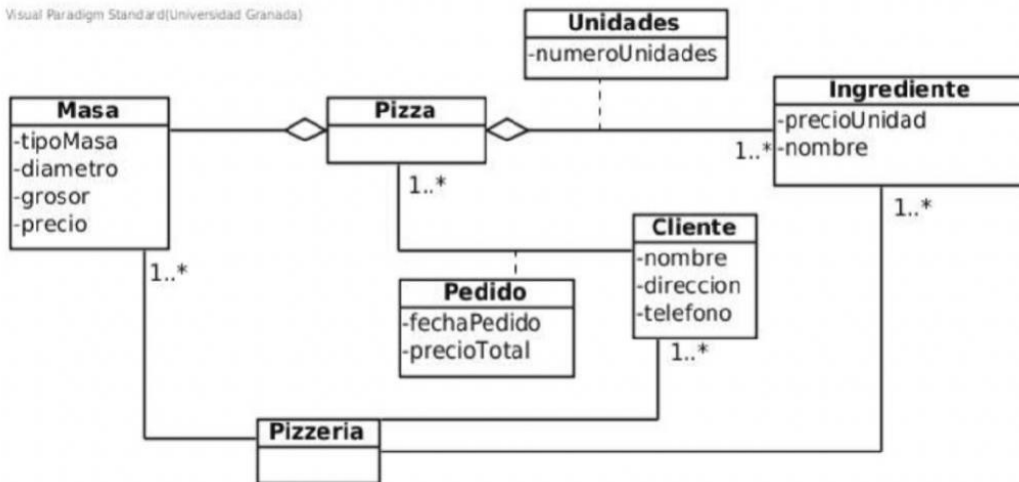 Visual Paradigm Standard(Universidad Granada)
Unidades
-numeroUnidades
Masa
-tipoMasa
-diametro
-grosor
-precio
1..*
Pizza
1..*
Ingrediente
-precioUnidad
-nombre
1..*
1..*
Cliente
-nombre
-direccion
-telefono
1..*
Pedido
-fechaPedido
-precioTotal
Pizzeria